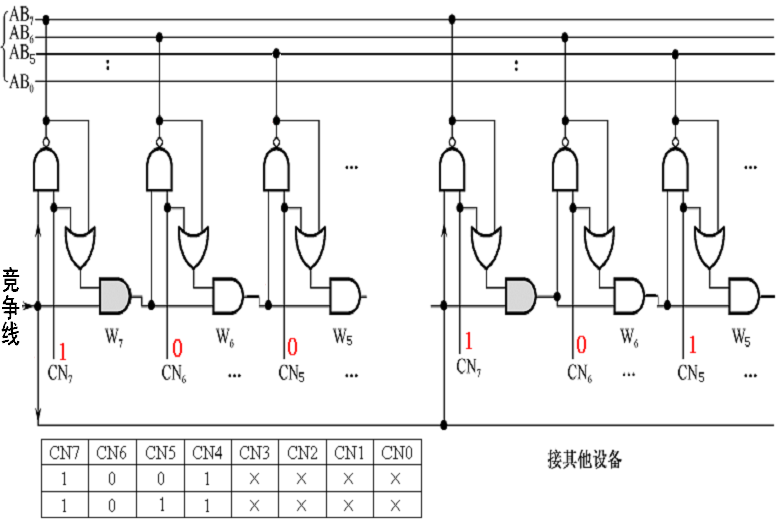 AB7
AB6
AB5
:
:
AB0
...
...
竞争线
1
W7
0
W6
0
W5
1
W7
0
W6
1
W5
CN7
CN6
...
CN5
...
CN7
CN6
...
CN5
...
CN7 CN6 CN5 CN4 CN3 CN2 CN1 CN0
1 0 0 1 × × × ×
1 0 1 1 × × × ×
接其他设备